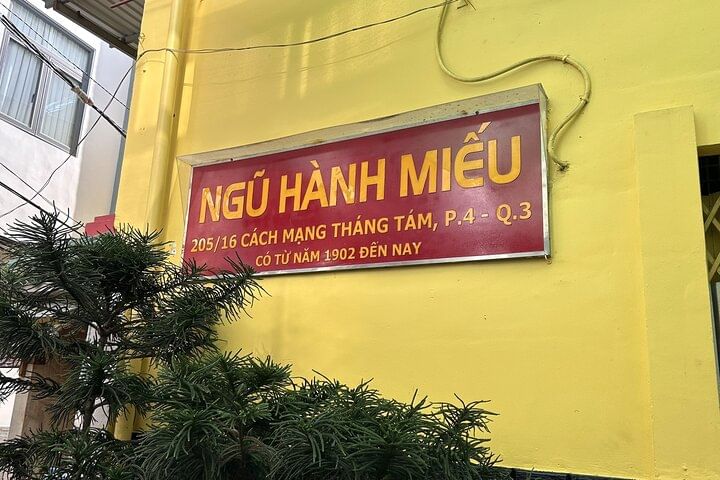 NGŨ HÀNH MIẾU
205/16 CÁCH MẠNG THÁNG TÁM, P.4 - Q.3
CÓ TỪ NĂM 1902 ĐẾN NAY